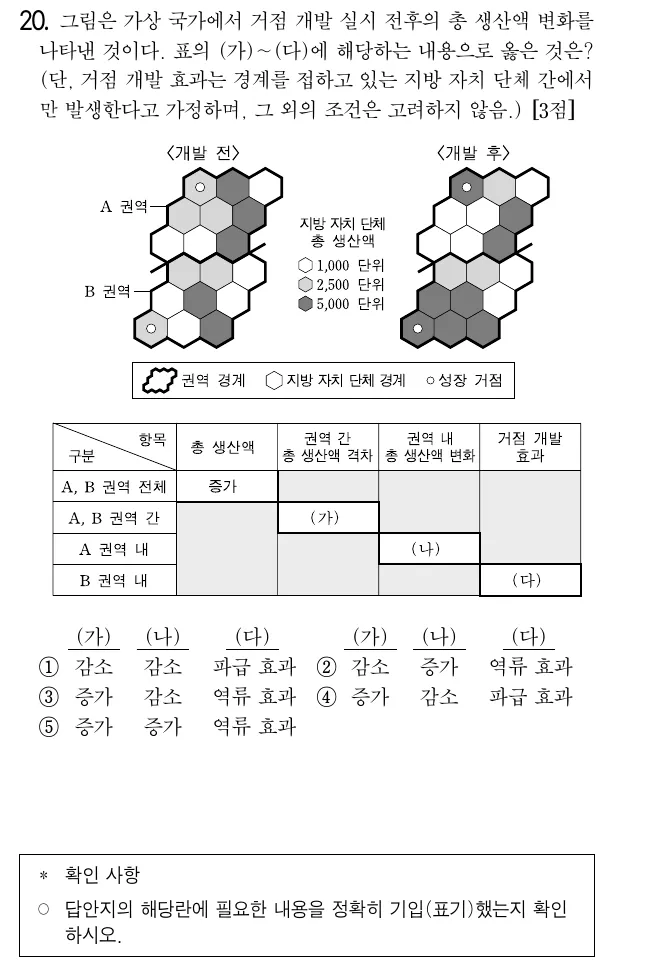 20. 그림은 가상 국가에서 거점 개발 실시 전후의 총 생산액 변화를
나타낸 것이다. 표의 (가)~(다)에 해당하는 내용으로 옳은 것은?
(단, 거점 개발 효과는 경계를 접하고 있는 지방 자치 단체 간에서
만 발생한다고 가정하며, 그 외의 조건은 고려하지 않음.) [3점]
<개발 전> <개발 후>
A 권역
B 권역
지방 자치 단체
총 생산액
1,000 단위
2,500 단위
5,000 단위
권역 경계 지방 자치 단체 경계 성장 거점
항목
구분
총 생산액
권역 간
총 생산액 격차
권역 내
총 생산액 변화
거점 개발
효과
A, B 권역 전체 증가
A, B 권역 간 (가)
A 권역 내 (나)
B 권역 내 (다)
(가) (나) (다) (가) (나) (다)
① 감소 감소 파급 효과 ② 감소 증가 역류 효과
③ 증가 감소 역류 효과 ④ 증가 감소 파급 효과
⑤ 증가 증가 역류 효과
* 확인 사항
○ 답안지의 해당란에 필요한 내용을 정확히 기입(표기)했는지 확인
하시오.